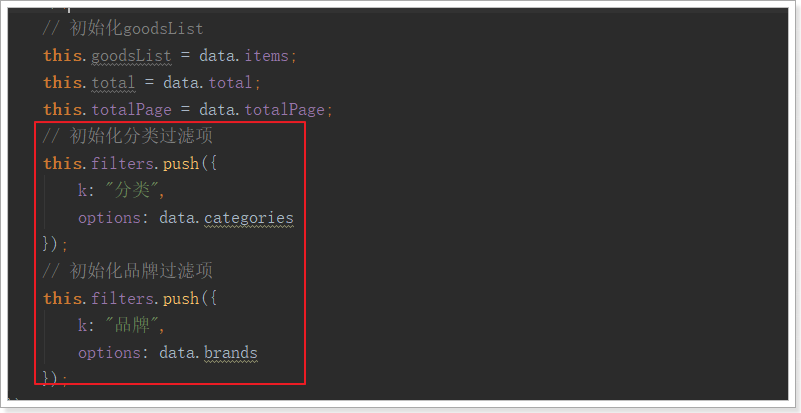 // 初始化goodsList
this.goodsList = data.items;
this.total = data.total;
this.totalPage = data.totalPage;
// 初始化分类过滤项
this.filters.push({
k: "分类",
options: data.categories
});
// 初始化品牌过滤项
this.filters.push({
k: "品牌",
options: data.brands
});